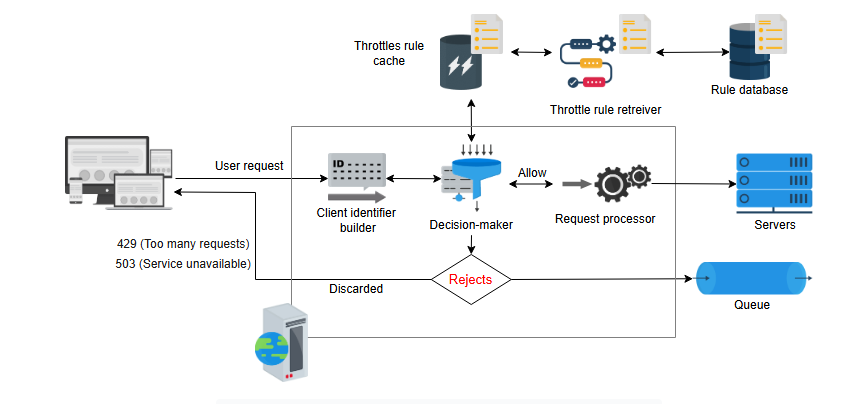 Throttles rule
cache
Throttle rule retreiver
Rule database
User request
ID
Client identifier
builder
Decision-maker
Allow
Request processor
Servers
429 (Too many requests)
503 (Service unavailable)
Discarded
Rejects
Queue